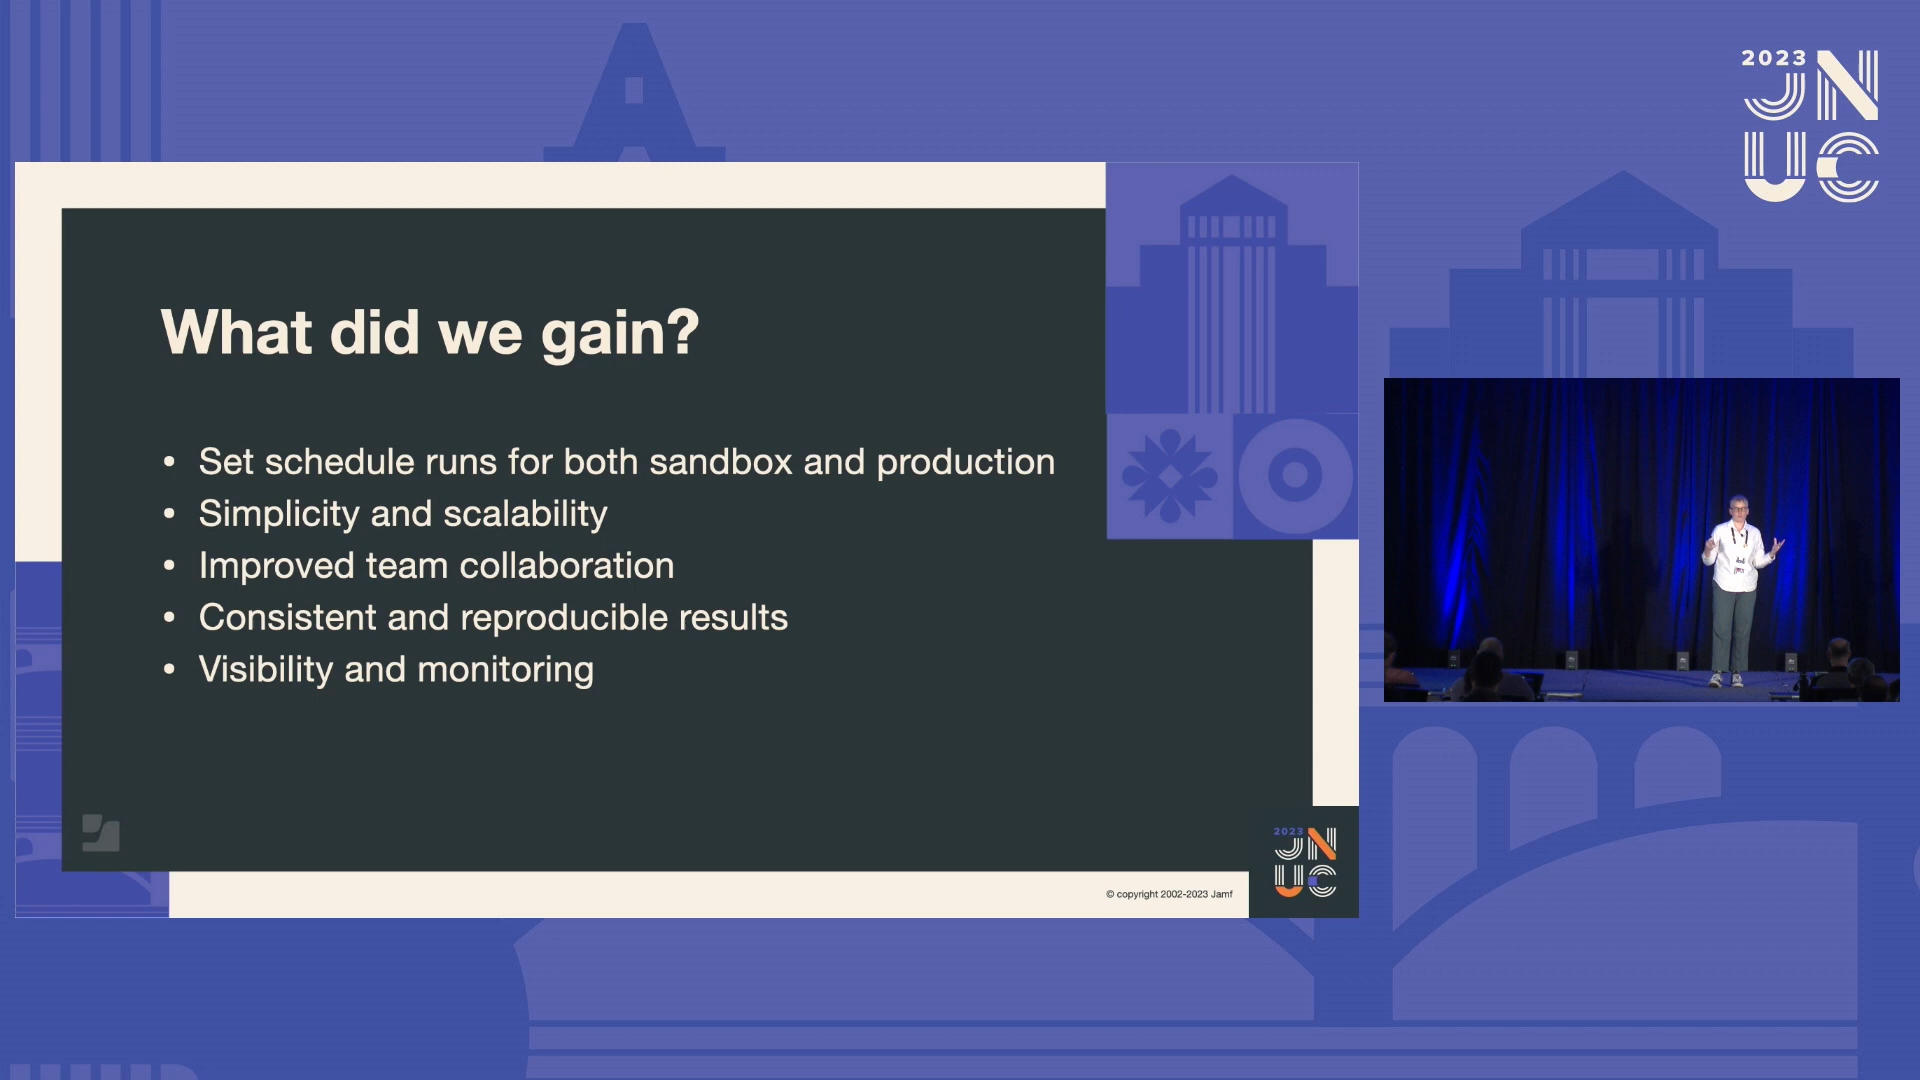 2023
JN
UC
What did we gain?
• Set schedule runs for both sandbox and production
• Simplicity and scalability
• Improved team collaboration
• Consistent and reproducible results
• Visibility and monitoring
2023
JN
UC
© copyright 2002-2023 Jamf